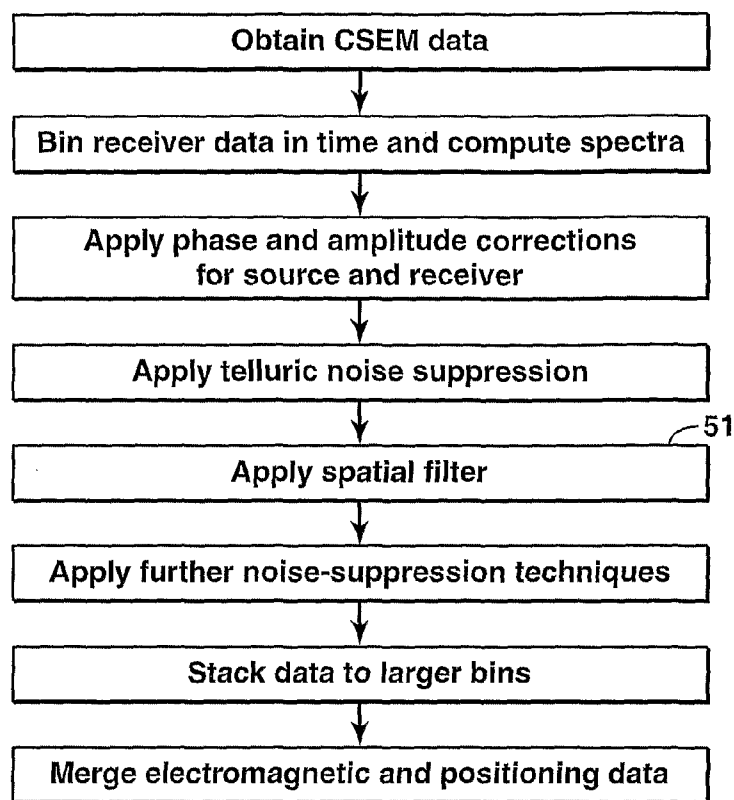 Obtain CSEM data
Bin receiver data in time and compute spectra
Apply phase and amplitude corrections
for source and receiver
Apply telluric noise suppression
51
Apply spatial filter
Apply further noise-suppression techniques
Stack data to larger bins
Merge electromagnetic and positioning data